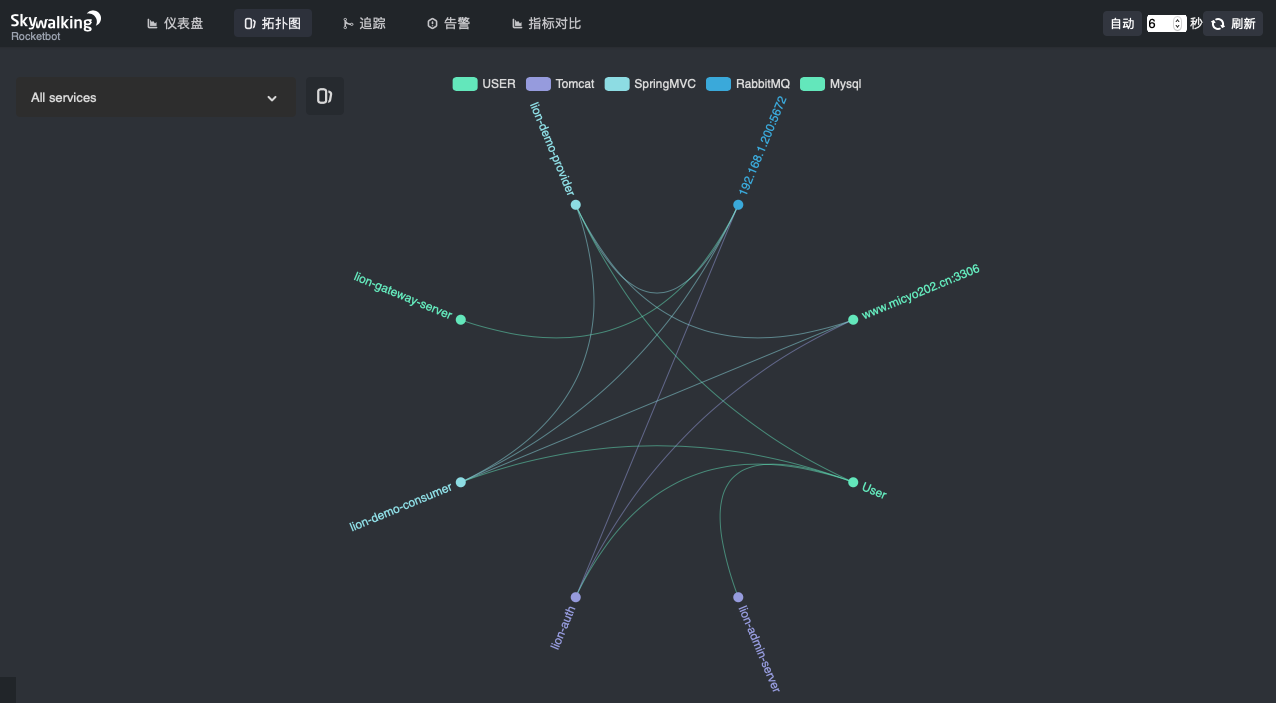 Skywalking
Rocketbot
仪表盘
拓扑图
追踪
告警
指标对比
自动
6
秒
刷新
All services
USER
Tomcat
SpringMVC
RabbitMQ
Mysql
lion-demo-provider
192.168.1.200:5672
lion-gateway-server
www.micyo202.cn:3306
lion-demo-consumer
User
lion-auth
lion-admin-server